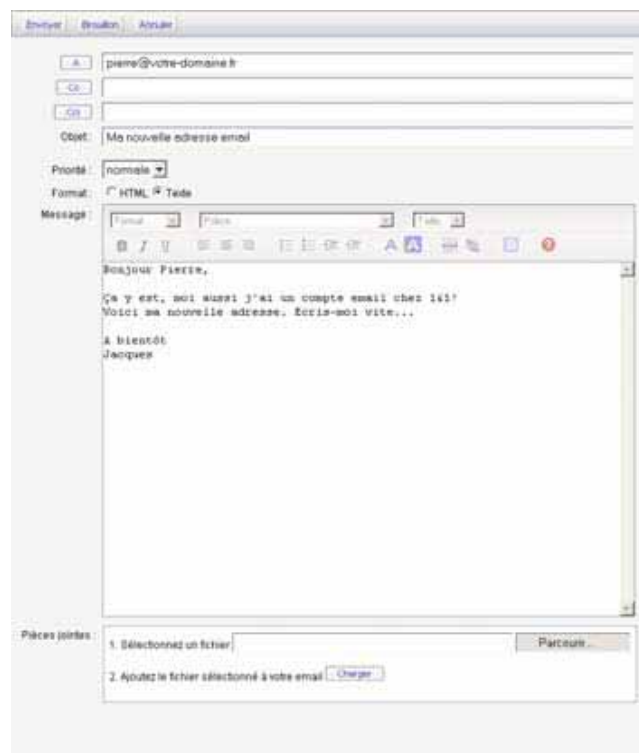 Envoyer Brouillon Annuler
A pierre@votre-domaine.fr
Cc
Cci
Objet: Ma nouvelle adresse email
Priorité : normale
Format: HTML Texte
Message : Format Police Taille
B I U
Bonjour Pierre,
Ça y est, moi aussi j'ai un compte email chez 1&1!
Voici ma nouvelle adresse. Ecris-moi vite...
A bientôt
Jacques
Pièces jointes 1. Sélectionnez un fichier Parcourir...
2. Ajoutez le fichier sélectionné à votre email Charger